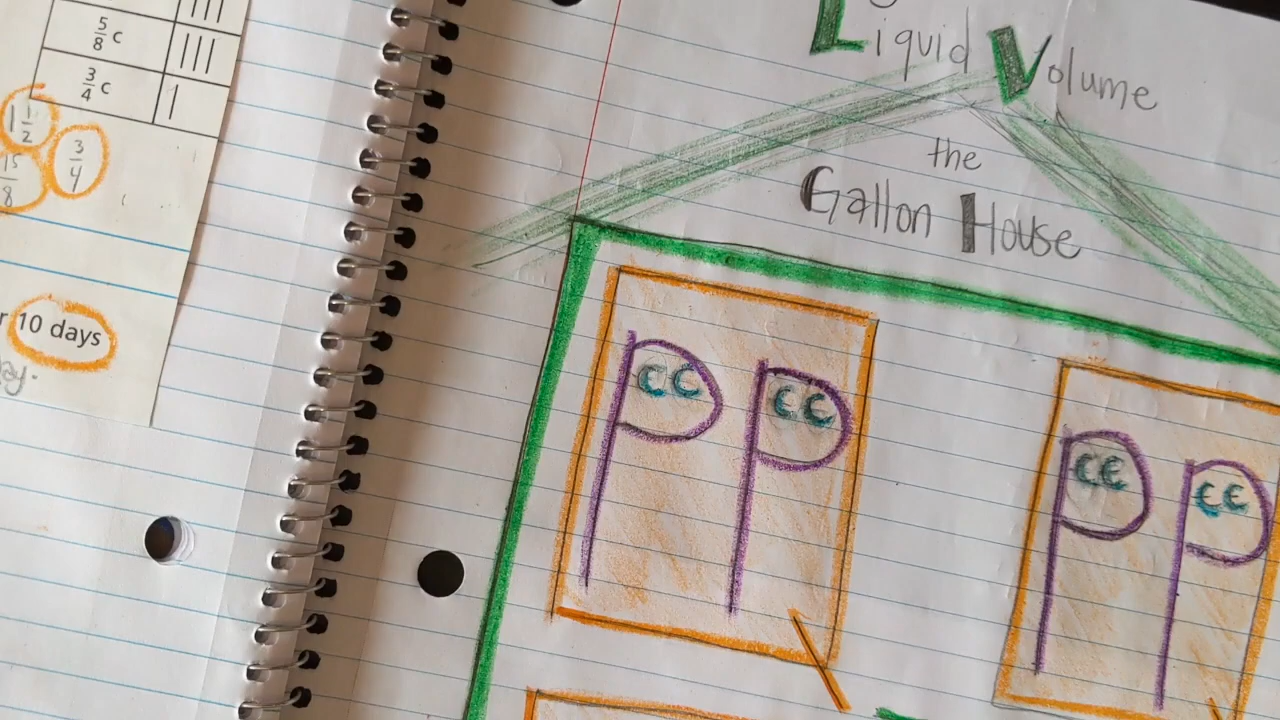 5/8 c |||
3/4 c |
1 1/2
3/4
15/8
10 days
Liquid Volume
the
Gallon House
P P P P
CC CC CC CC